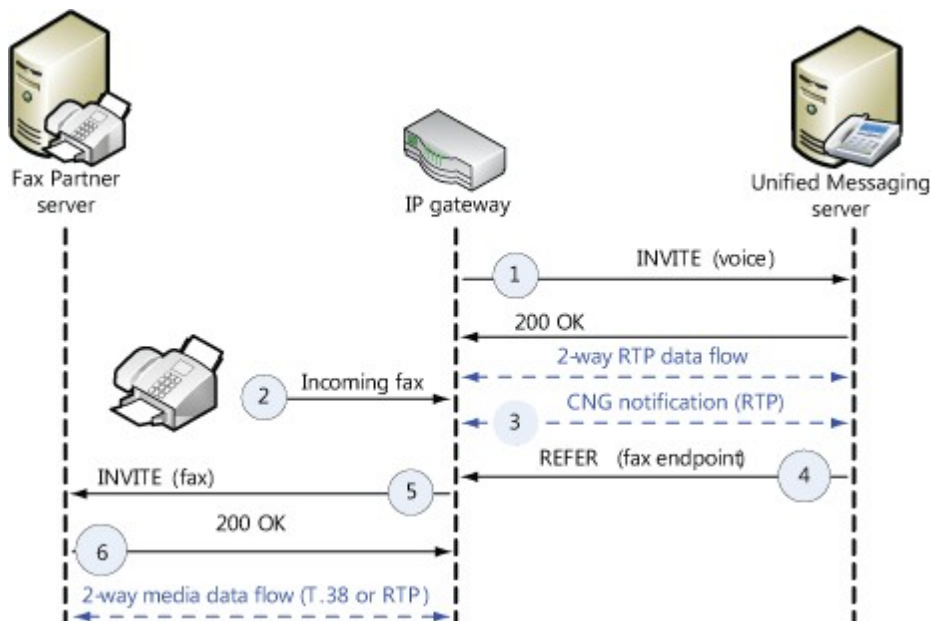 Fax Partner
server
IP gateway
Unified Messaging
server
1
INVITE (voice)
200 OK
2-way RTP data flow
2
Incoming fax
3
CNG notification (RTP)
REFER (fax endpoint)
4
INVITE (fax)
5
200 OK
6
2-way media data flow (T.38 or RTP)